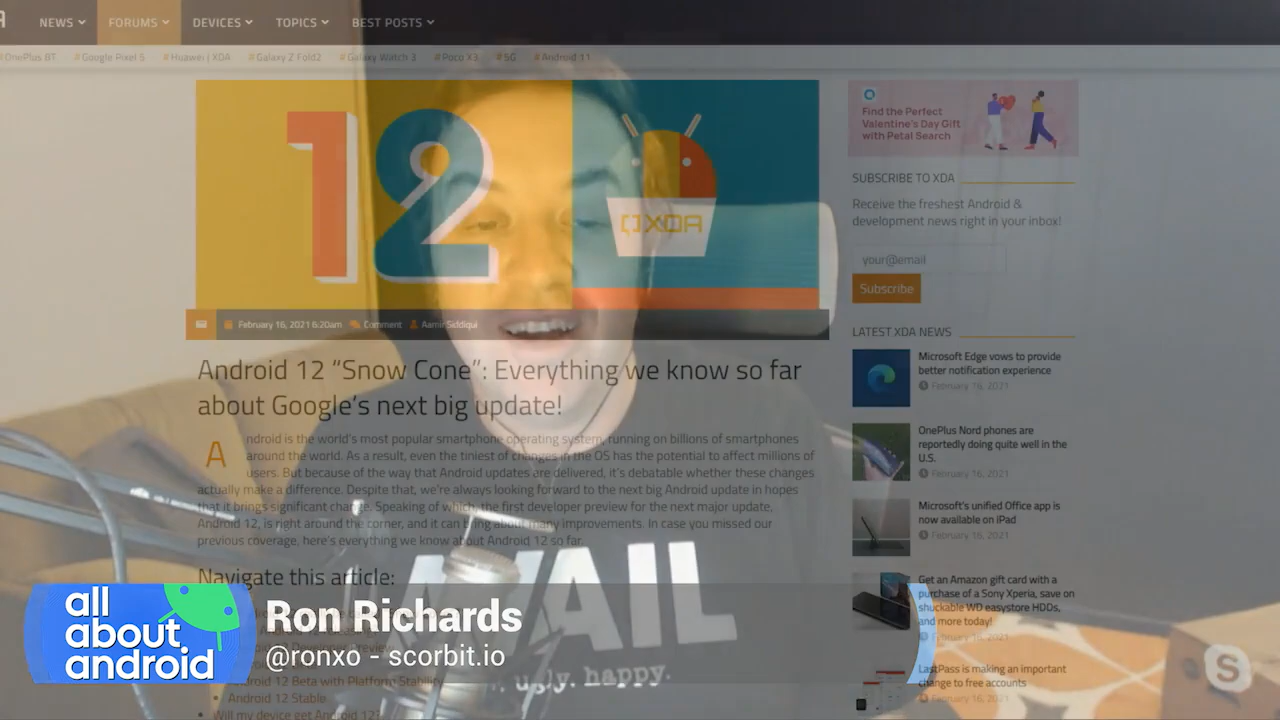 NEWS FORUMS DEVICES TOPICS BEST POSTS
#OnePlus BT #Google Pixel 5 #Huawei | XDA #Galaxy Z Fold2 #Galaxy Watch 3 #Poco X3 #5G #Android 11
12
XDA
February 16, 2021 6:20am Comment Aamir Siddiqui
Android 12 “Snow Cone”: Everything we know so far
about Google’s next big update!
Android is the world’s most popular smartphone operating system, running on billions of smartphones
around the world. As a result, even the tiniest of changes in the OS has the potential to affect millions of
users. But because of the way that Android updates are delivered, it’s debatable whether these changes
actually make a difference. Despite that, we’re always looking forward to the next big Android update in hopes
that it brings significant change. Speaking of which, the first developer preview for the next major update,
Android 12, is right around the corner, and it can bring about many improvements. In case you missed our
previous coverage, here’s everything we know about Android 12 so far.
Navigate this article:
Android 12 Beta with Platform Stability
Android 12 Stable
Will my device get Android 12?
Find the Perfect
Valentine's Day Gift
with Petal Search
SUBSCRIBE TO XDA
Receive the freshest Android &
development news right in your inbox!
your@email
Subscribe
LATEST XDA NEWS
Microsoft Edge vows to provide
better notification experience
February 16, 2021
OnePlus Nord phones are
reportedly doing quite well in the
U.S.
February 16, 2021
Microsoft's unified Office app is
now available on iPad
February 16, 2021
Get an Amazon gift card with a
purchase of a Sony Xperia, save on
shuckable WD easystore HDDs,
and more today!
February 16, 2021
LastPass is making an important
change to free accounts
February 16, 2021
ugly. happy.
all
about
android
Ron Richards
@ronxo - scorbit.io